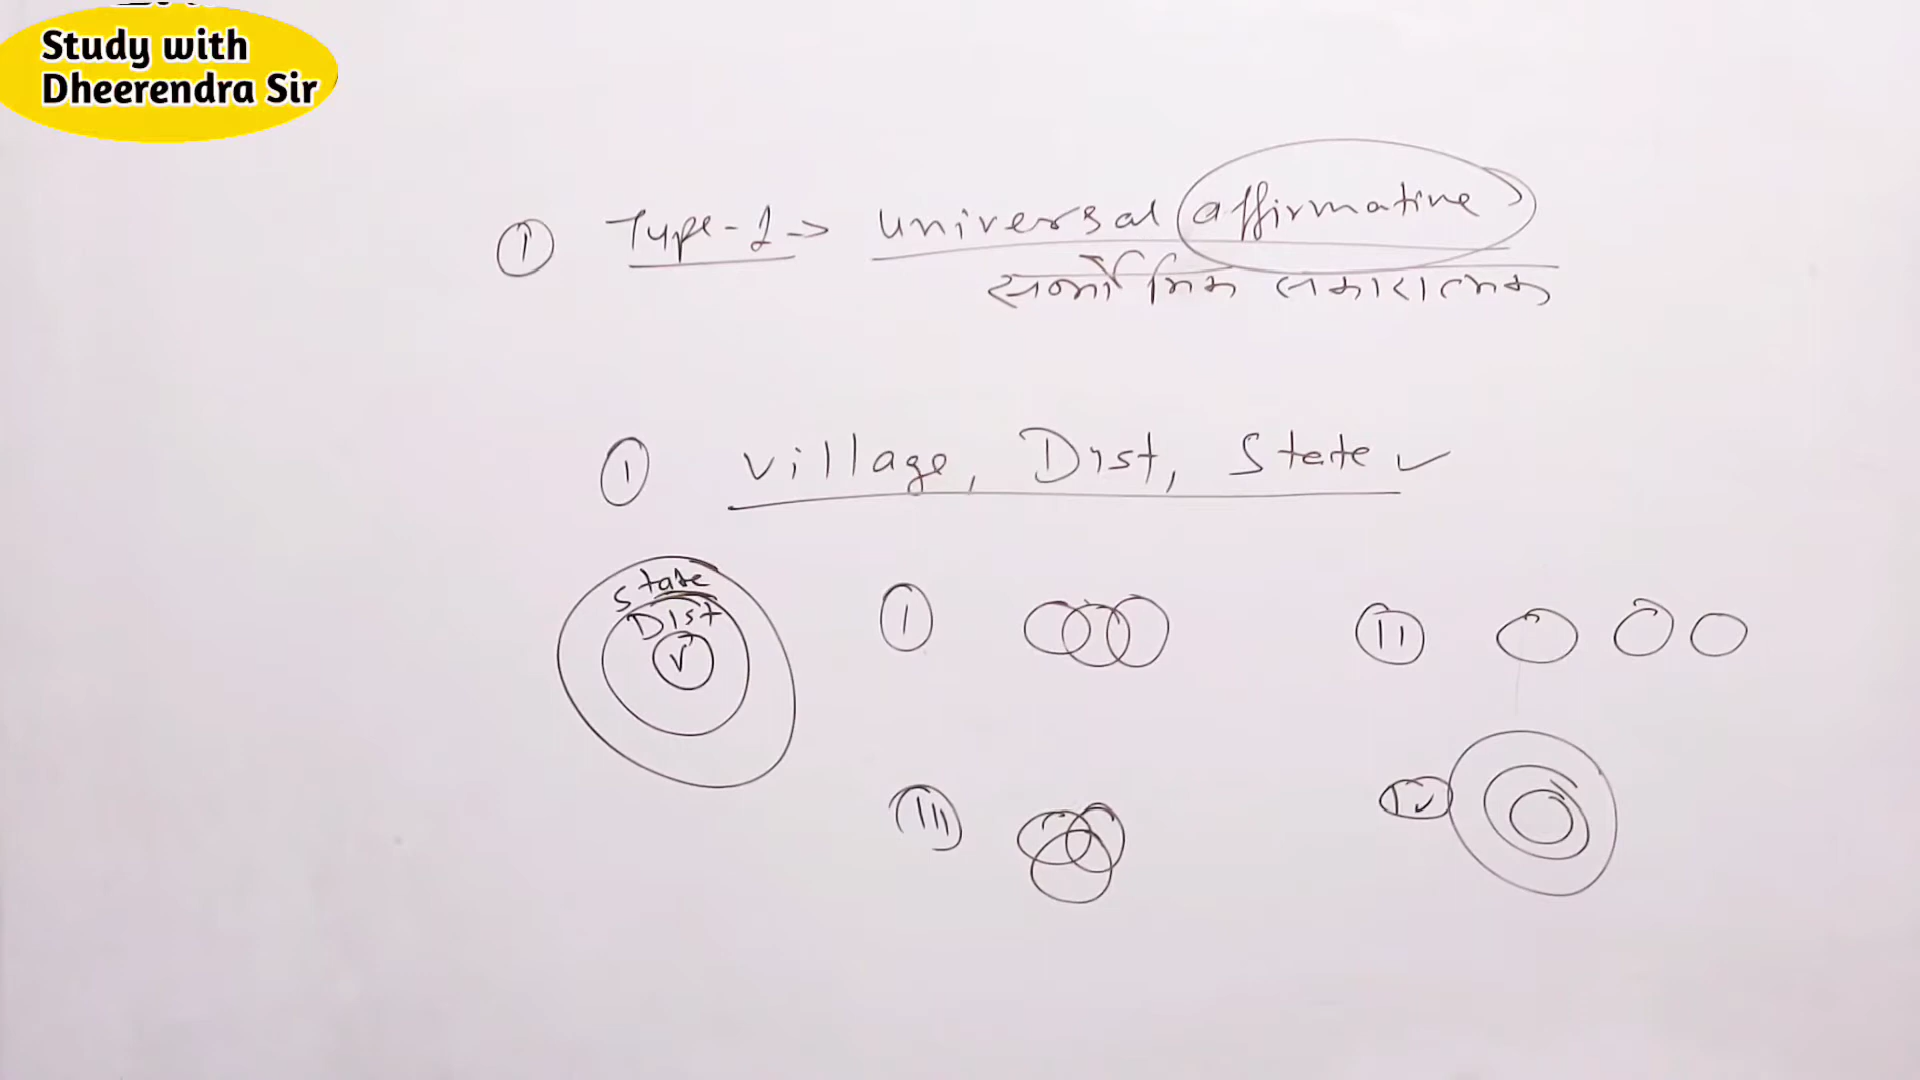 Study with
Dheerendra Sir
① Type-1 → universal affirmative
सकारात्मक
① village, Dist, State ✓
State
Dist
V
I
II
III
IV